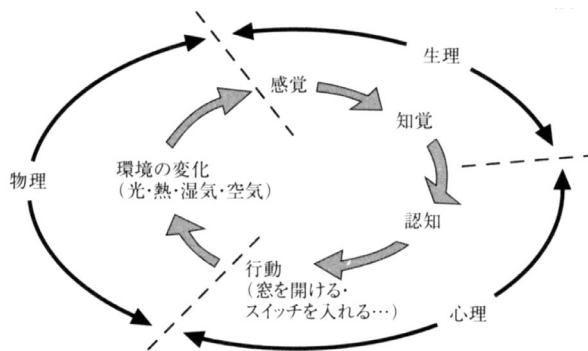 生理
感覚
知覚
環境の変化
(光・熱・湿気・空気)
物理
認知
行動
(窓を開ける・
スイッチを入れる…)
心理